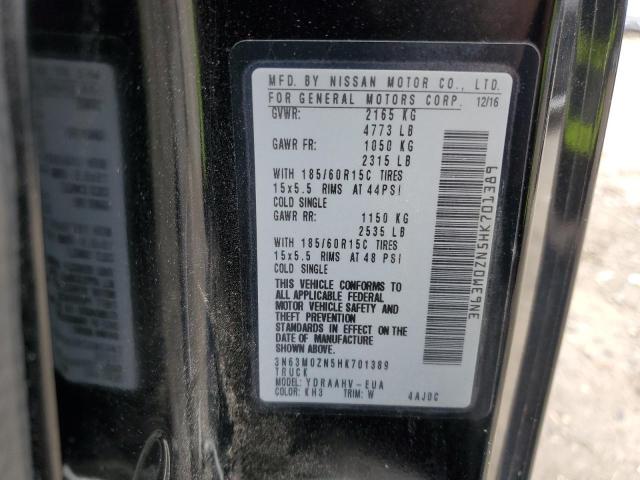 MFD. BY NISSAN MOTOR CO., LTD.
FOR GENERAL MOTORS CORP. 12/16
GVWR: 2165 KG
4773 LB
GAWR FR: 1050 KG
2315 LB
WITH 185/60R15C TIRES
15x5.5 RIMS AT 44PSI
COLD SINGLE
GAWR RR: 1150 KG
2535 LB
WITH 185/60R15C TIRES
15x5.5 RIMS AT 48 PSI
COLD SINGLE
THIS VEHICLE CONFORMS TO
ALL APPLICABLE FEDERAL
MOTOR VEHICLE SAFETY AND
THEFT PREVENTION
STANDARDS IN EFFECT ON THE
DATE OF MANUFACTURE
SHOWN ABOVE.
3N63M0ZN5HK701389
TRUCK
MODEL: YDRAAHV-EUA
COLOR: KH3 TRIM: W 4AJ0C
3N63M0ZN5HK701389